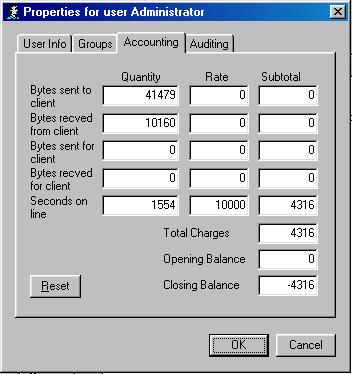 Properties for user Administrator
User Info Groups Accounting Auditing
Quantity Rate Subtotal
Bytes sent to client 41479 0 0
Bytes recved from client 10160 0 0
Bytes sent for client 0 0 0
Bytes recved for client 0 0 0
Seconds on line 1554 10000 4316
Total Charges 4316
Opening Balance 0
Reset Closing Balance -4316
OK Cancel